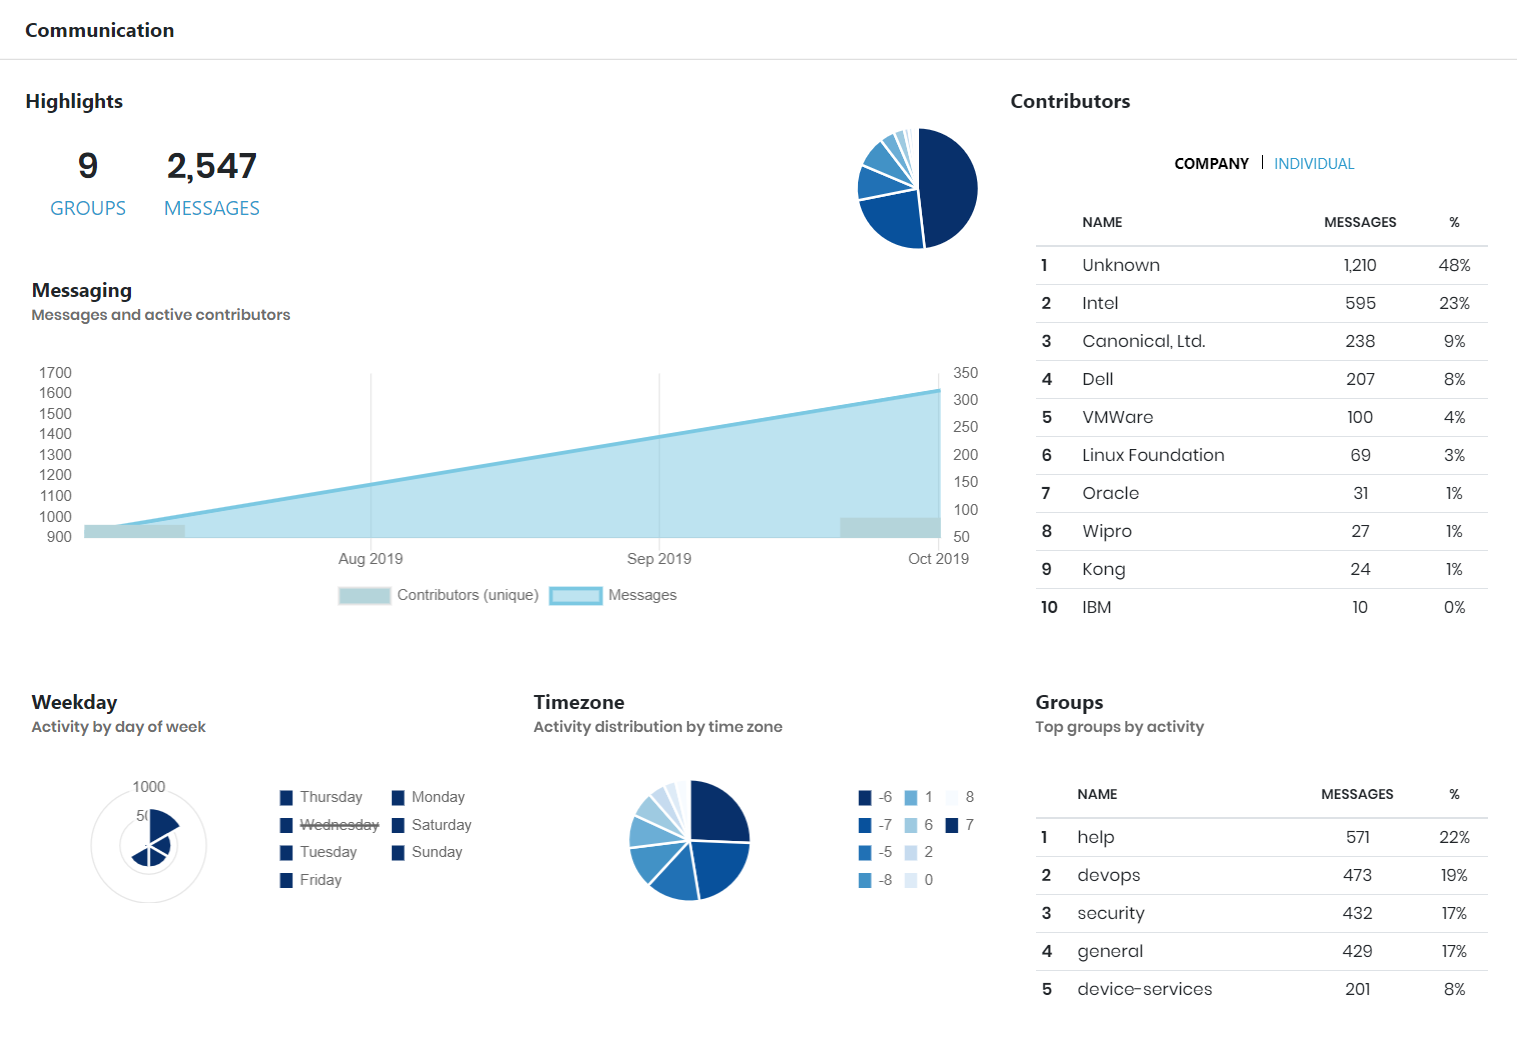 Communication
Highlights
9
2,547
GROUPS
MESSAGES
Contributors
COMPANY | INDIVIDUAL
NAME MESSAGES %
1 Unknown 1,210 48%
2 Intel 595 23%
3 Canonical, Ltd. 238 9%
4 Dell 207 8%
5 VMWare 100 4%
6 Linux Foundation 69 3%
7 Oracle 31 1%
8 Wipro 27 1%
9 Kong 24 1%
10 IBM 10 0%
Messaging
Messages and active contributors
1700 350
1600 300
1500 250
1400 200
1300 150
1200 100
1100 50
1000
900
Aug 2019 Sep 2019 Oct 2019
Contributors (unique) Messages
Weekday
Activity by day of week
1000
Thursday Monday
Wednesday Saturday
Tuesday Sunday
Friday
Timezone
Activity distribution by time zone
-6 1 8
-7 6 7
-5 2
-8 0
Groups
Top groups by activity
NAME MESSAGES %
1 help 571 22%
2 devops 473 19%
3 security 432 17%
4 general 429 17%
5 device-services 201 8%